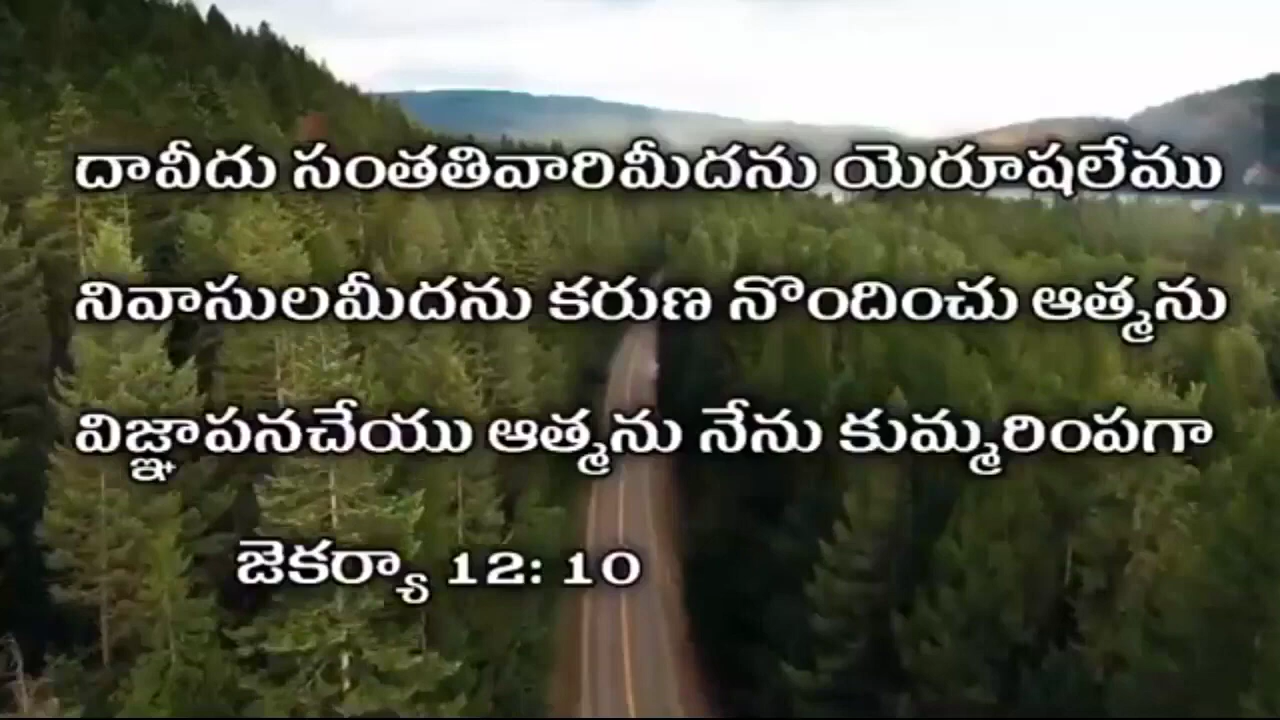 దావీదు సంతతివారిమీదను యెరూషలేము
నివాసులమీదను కరుణ నొందించు ఆత్మను
విజ్ఞాపనచేయు ఆత్మను నేను కుమ్మరింపగా
జెకర్యా 12: 10